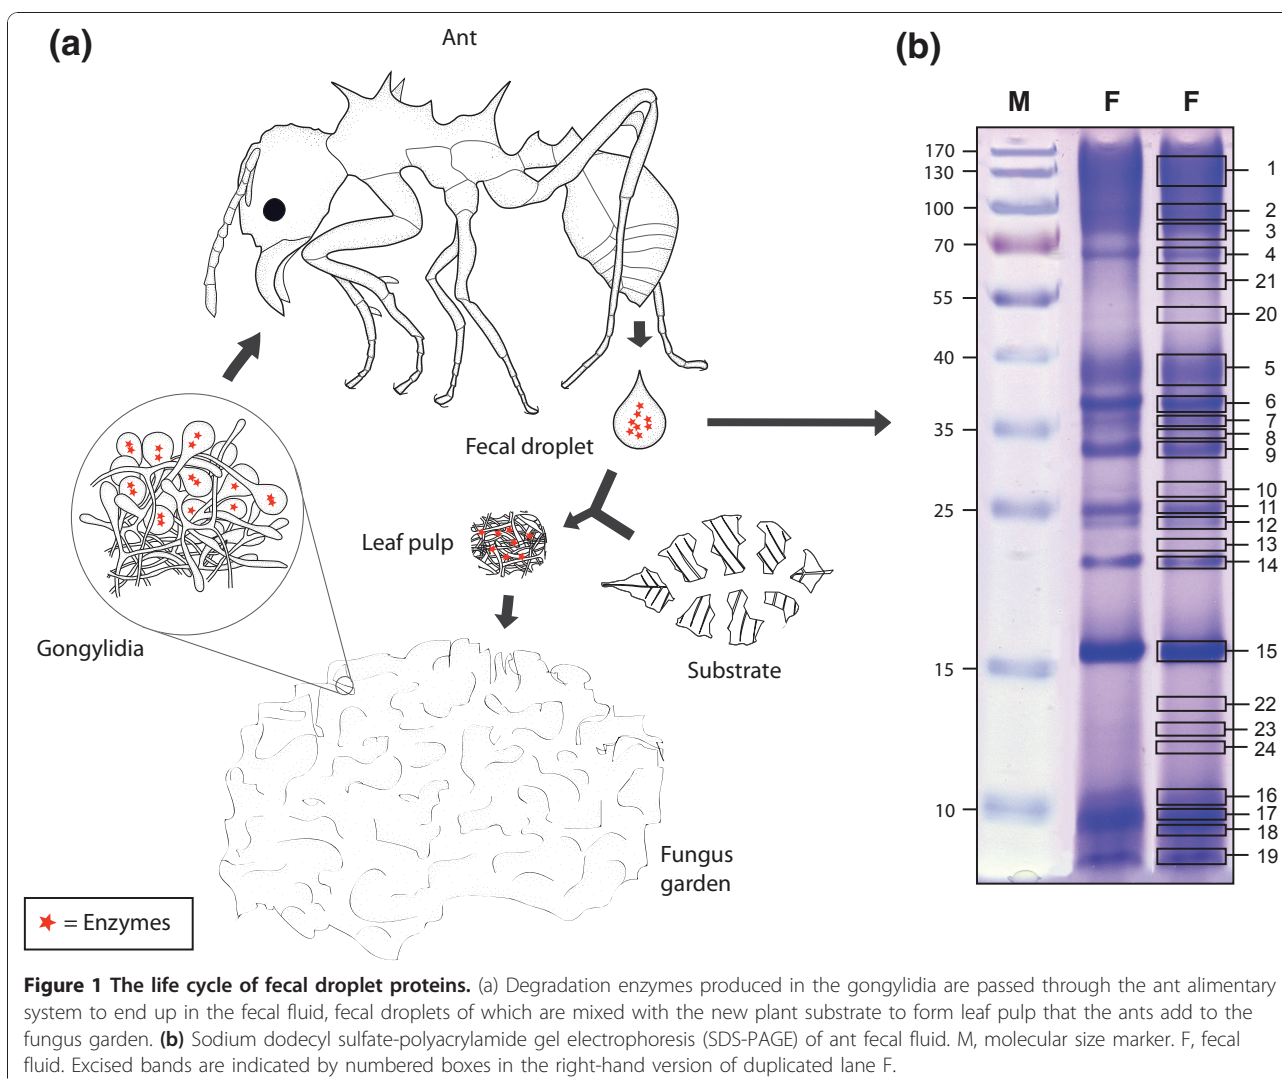 (a)
Ant
Fecal droplet
Leaf pulp
Gongylidia
Substrate
Fungus
garden
= Enzymes
(b)
M F F
170
130
100
70
55
40
35
25
15
10
1
2
3
4
21
20
5
6
7
8
9
10
11
12
13
14
15
22
23
24
16
17
18
19
Figure 1 The life cycle of fecal droplet proteins. (a) Degradation enzymes produced in the gongylidia are passed through the ant alimentary
system to end up in the fecal fluid, fecal droplets of which are mixed with the new plant substrate to form leaf pulp that the ants add to the
fungus garden. (b) Sodium dodecyl sulfate-polyacrylamide gel electrophoresis (SDS-PAGE) of ant fecal fluid. M, molecular size marker. F, fecal
fluid. Excised bands are indicated by numbered boxes in the right-hand version of duplicated lane F.